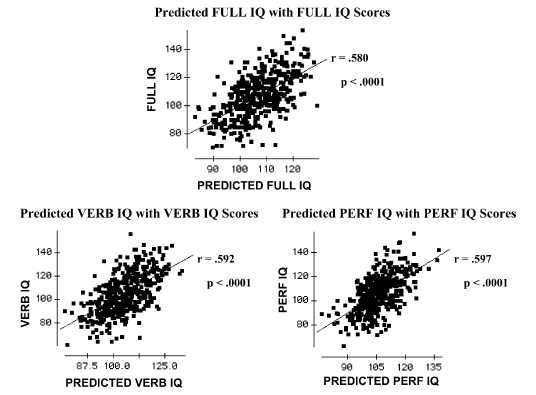 Predicted FULL IQ with FULL IQ Scores
r = .580
p < .0001
FULL IQ
140
120
100
80
90 100 110 120
PREDICTED FULL IQ
Predicted VERB IQ with VERB IQ Scores
r = .592
p < .0001
VERB IQ
140
120
100
80
87.5 100.0 125.0
PREDICTED VERB IQ
Predicted PERF IQ with PERF IQ Scores
r = .597
p < .0001
PERF IQ
140
120
100
80
90 105 120 135
PREDICTED PERF IQ